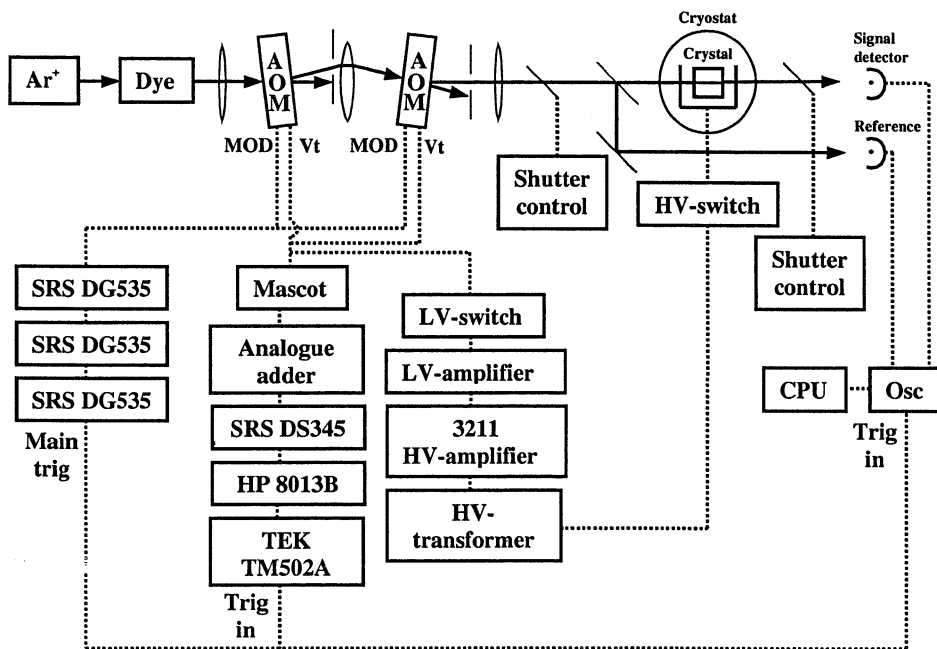 Cryostat
Crystal
Signal
detector
Ar+
Dye
AOM
AOM
MOD
Vt
MOD
Vt
Reference
Shutter
control
HV-switch
Shutter
control
SRS DG535
SRS DG535
SRS DG535
Main
trig
Mascot
Analogue
adder
SRS DS345
HP 8013B
TEK
TM502A
Trig
in
LV-switch
LV-amplifier
3211
HV-amplifier
HV-
transformer
CPU
Osc
Trig
in